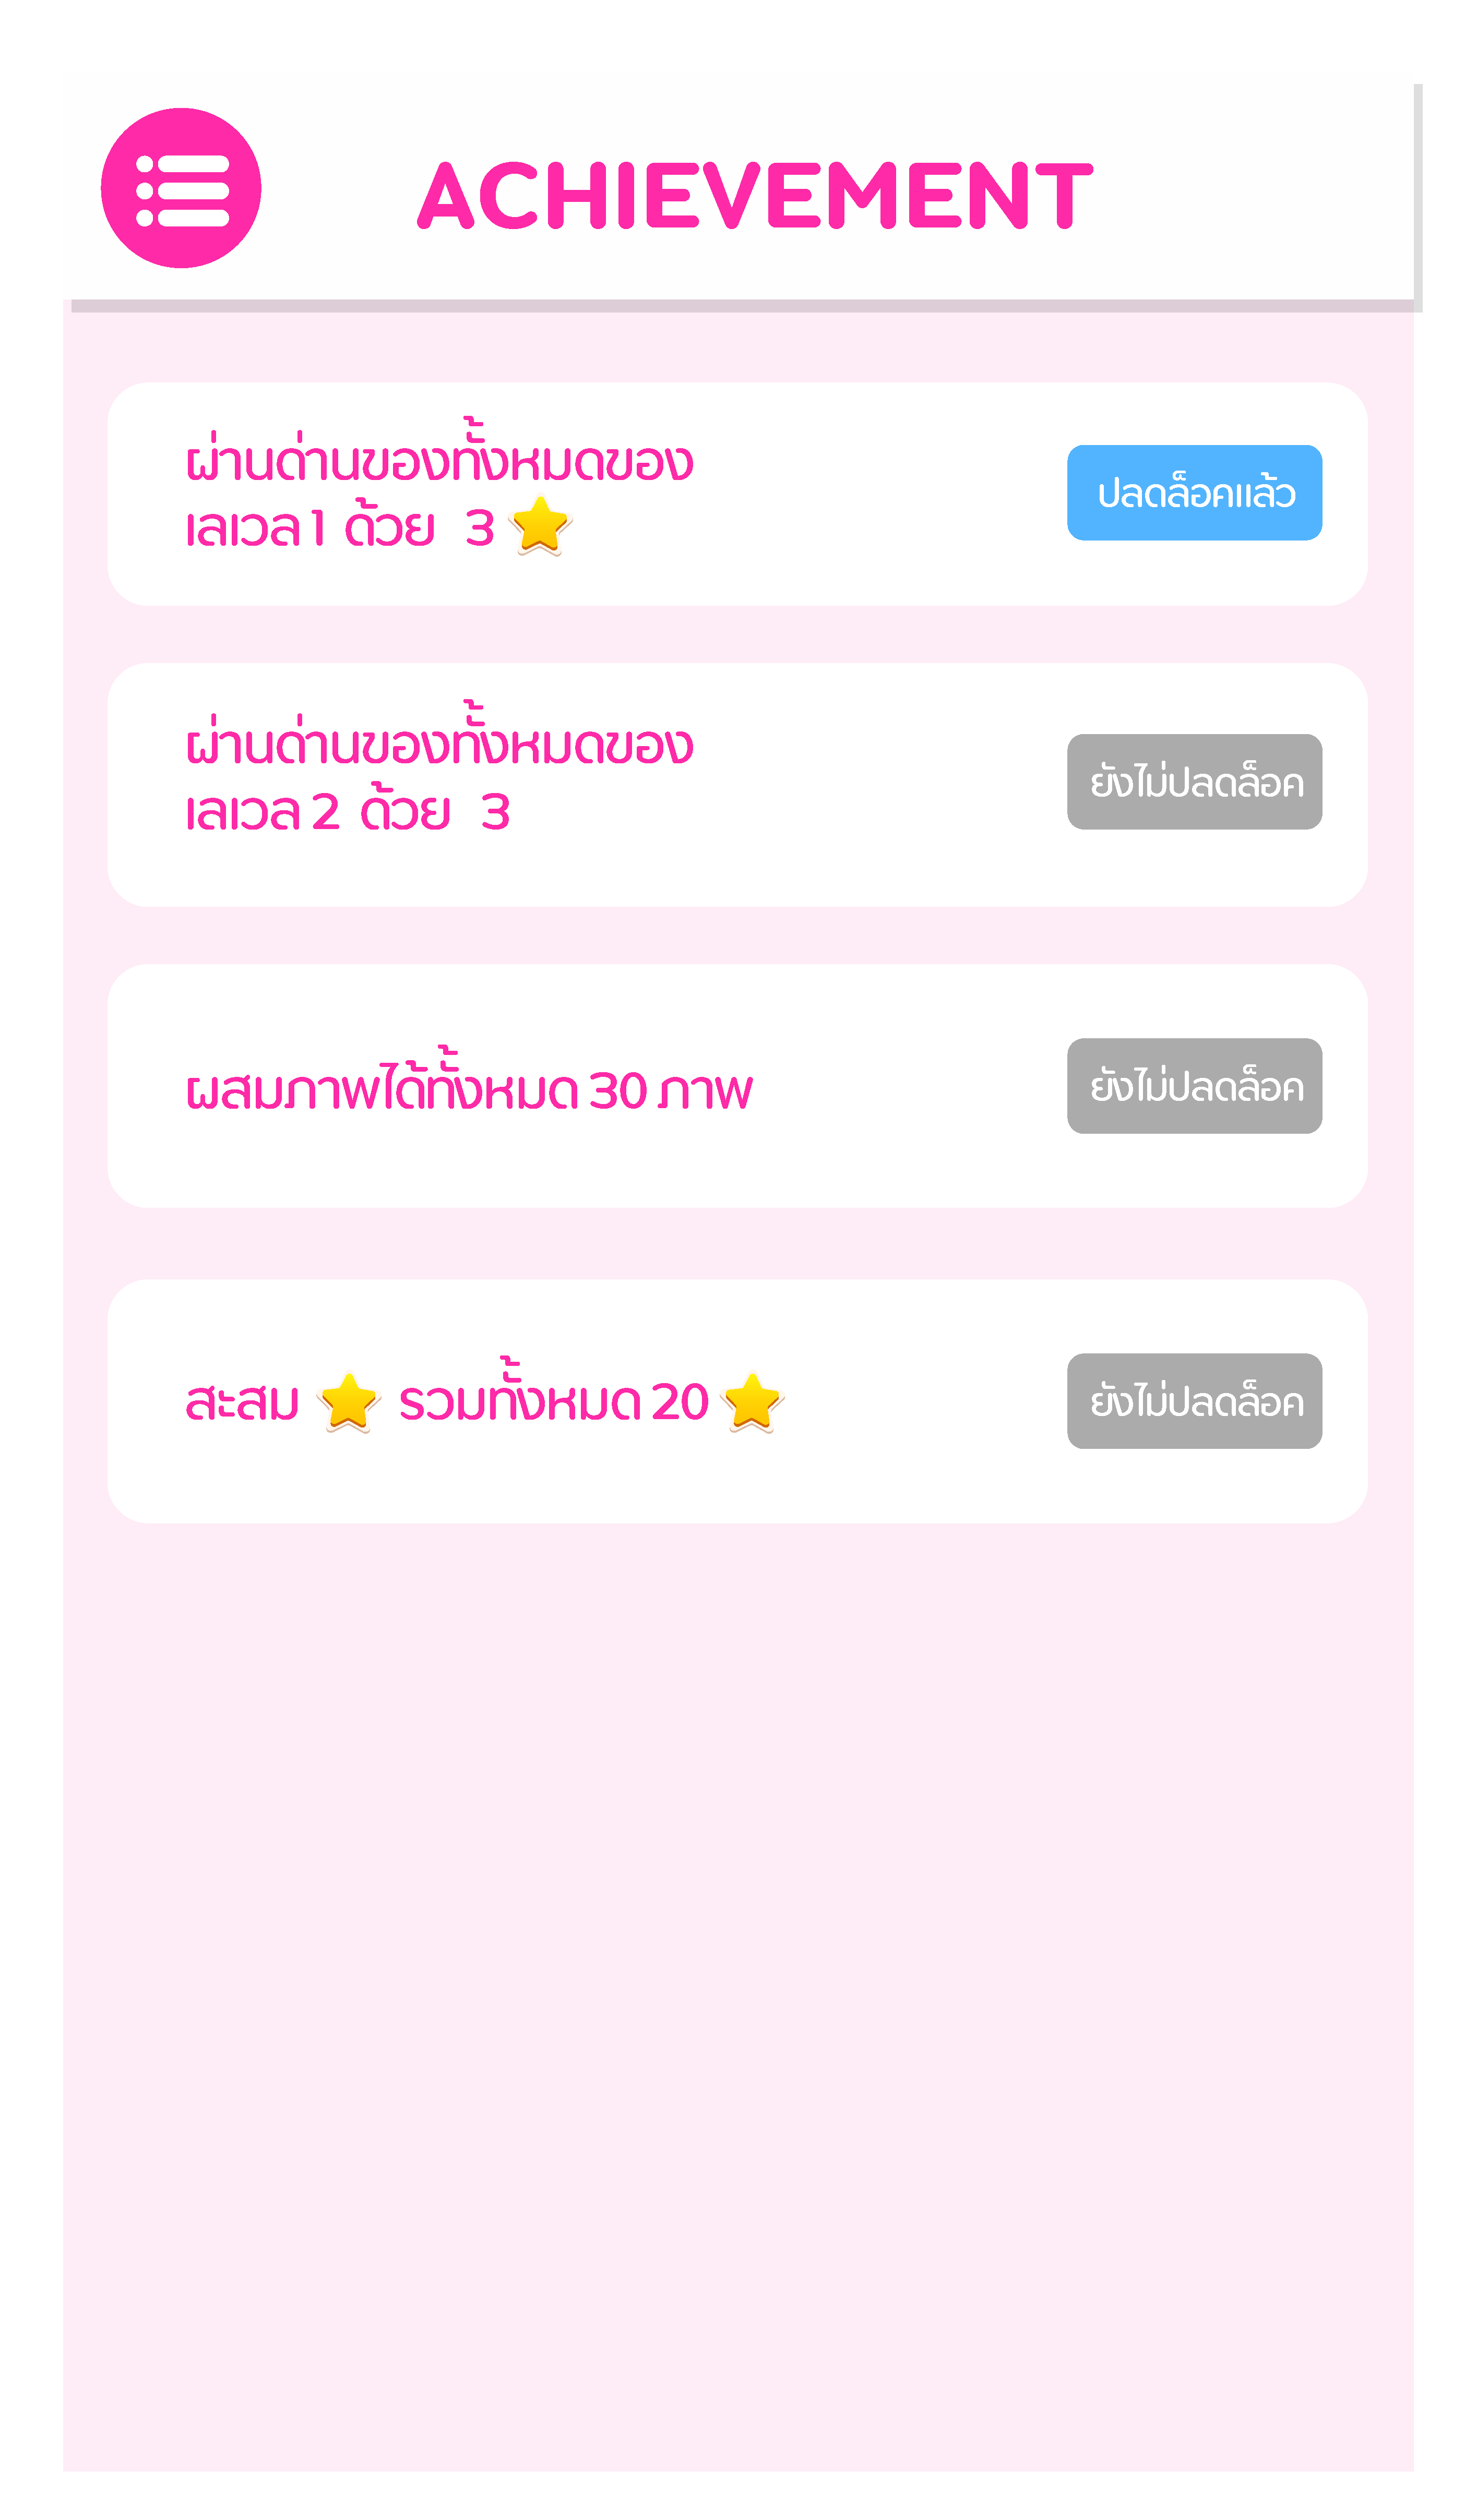 ACHIEVEMENT
ผ่านด่านของทั้งหมดของ
เลเวล 1 ด้วย 3
ปลดล็อคแล้ว
ผ่านด่านของทั้งหมดของ
เลเวล 2 ด้วย 3
ยังไม่ปลดล็อค
ผสมภาพได้ทั้งหมด 30 ภาพ
ยังไม่ปลดล็อค
สะสม รวมทั้งหมด 20
ยังไม่ปลดล็อค